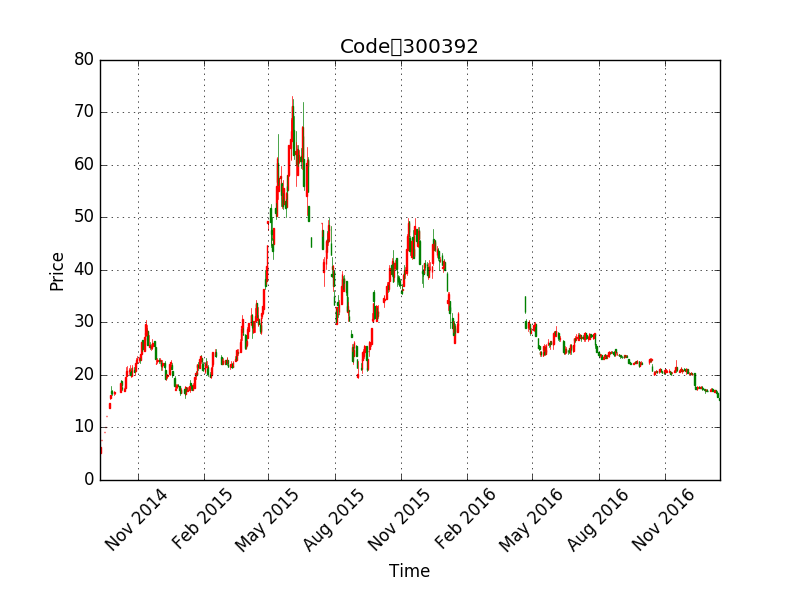 Code▯300392
80
70
60
50
40
30
20
10
0
Price
Nov 2014
Feb 2015
May 2015
Aug 2015
Nov 2015
Feb 2016
May 2016
Aug 2016
Nov 2016
Time